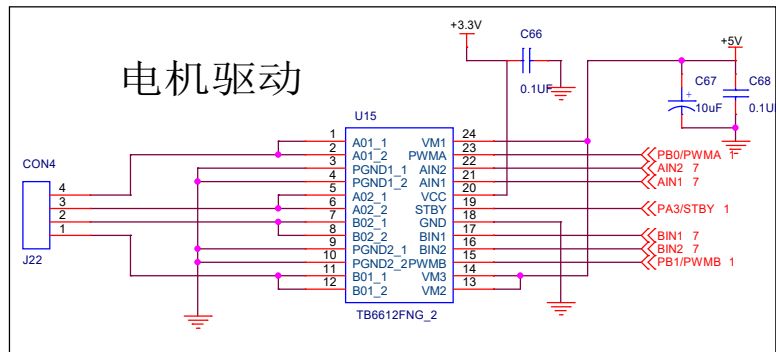 +3.3V
C66
+5V
电机驱动
0.1UF
C67
C68
10uF
0.1U
U15
1 A01_1 VM1 24
2 A01_2 PWMA 23 PB0/PWMA 1
3 PGND1_1 AIN2 22 AIN2 7
4 PGND1_2 AIN1 21 AIN1 7
5 A02_1 VCC 20
6 A02_2 STBY 19 PA3/STBY 1
7 B02_1 GND 18
8 B02_2 BIN1 17 BIN1 7
9 PGND2_1 BIN2 16 BIN2 7
10 PGND2_2 PWMB 15 PB1/PWMB 1
11 B01_1 VM3 14
12 B01_2 VM2 13
TB6612FNG_2
CON4
4
3
2
1
J22
+